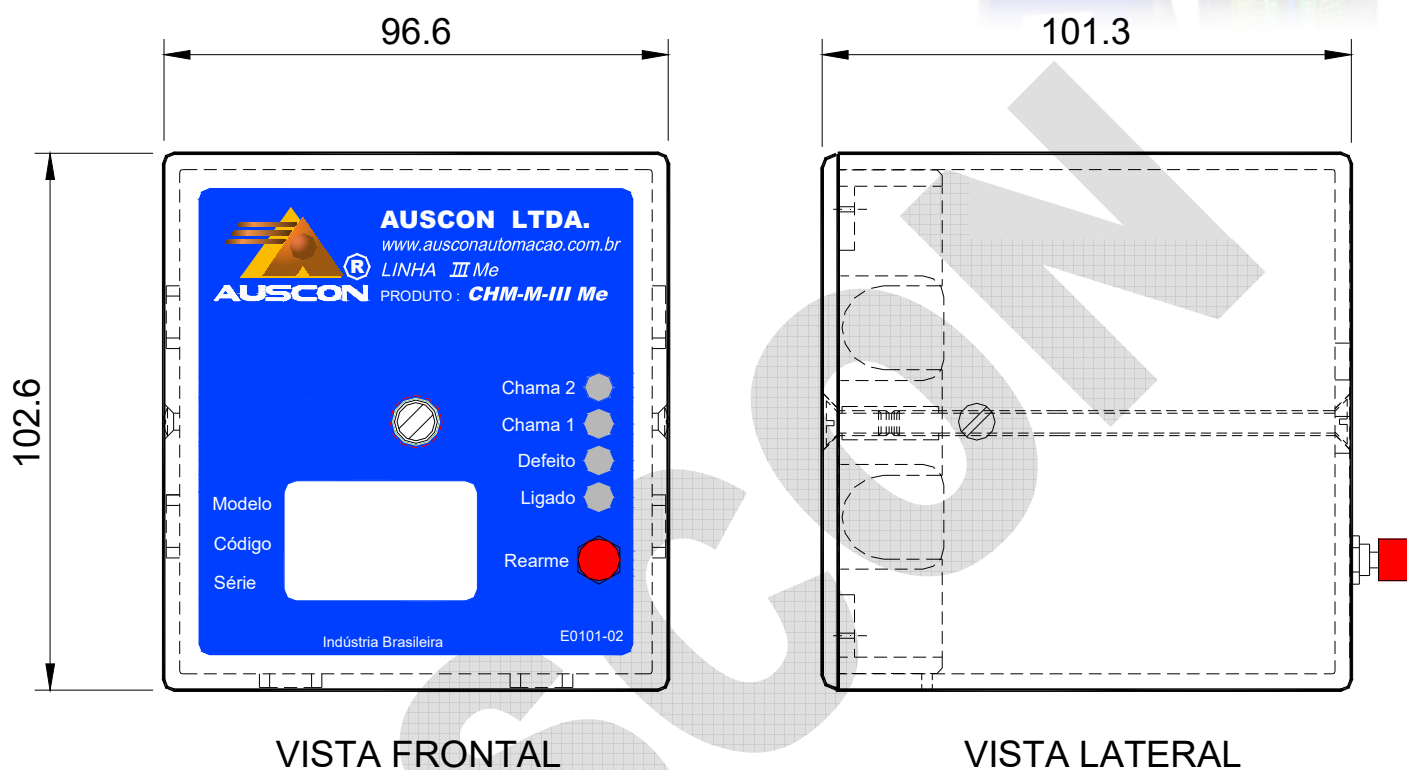 96.6
101.3
102.6
AUSCON LTDA.
www.ausconautomacao.com.br
LINHA III Me
PRODUTO : CHM-M-III Me
®
AUSCON
Chama 2
Chama 1
Defeito
Ligado
Modelo
Código
Série
Rearme
Indústria Brasileira
E0101-02
VISTA FRONTAL
VISTA LATERAL
SCON